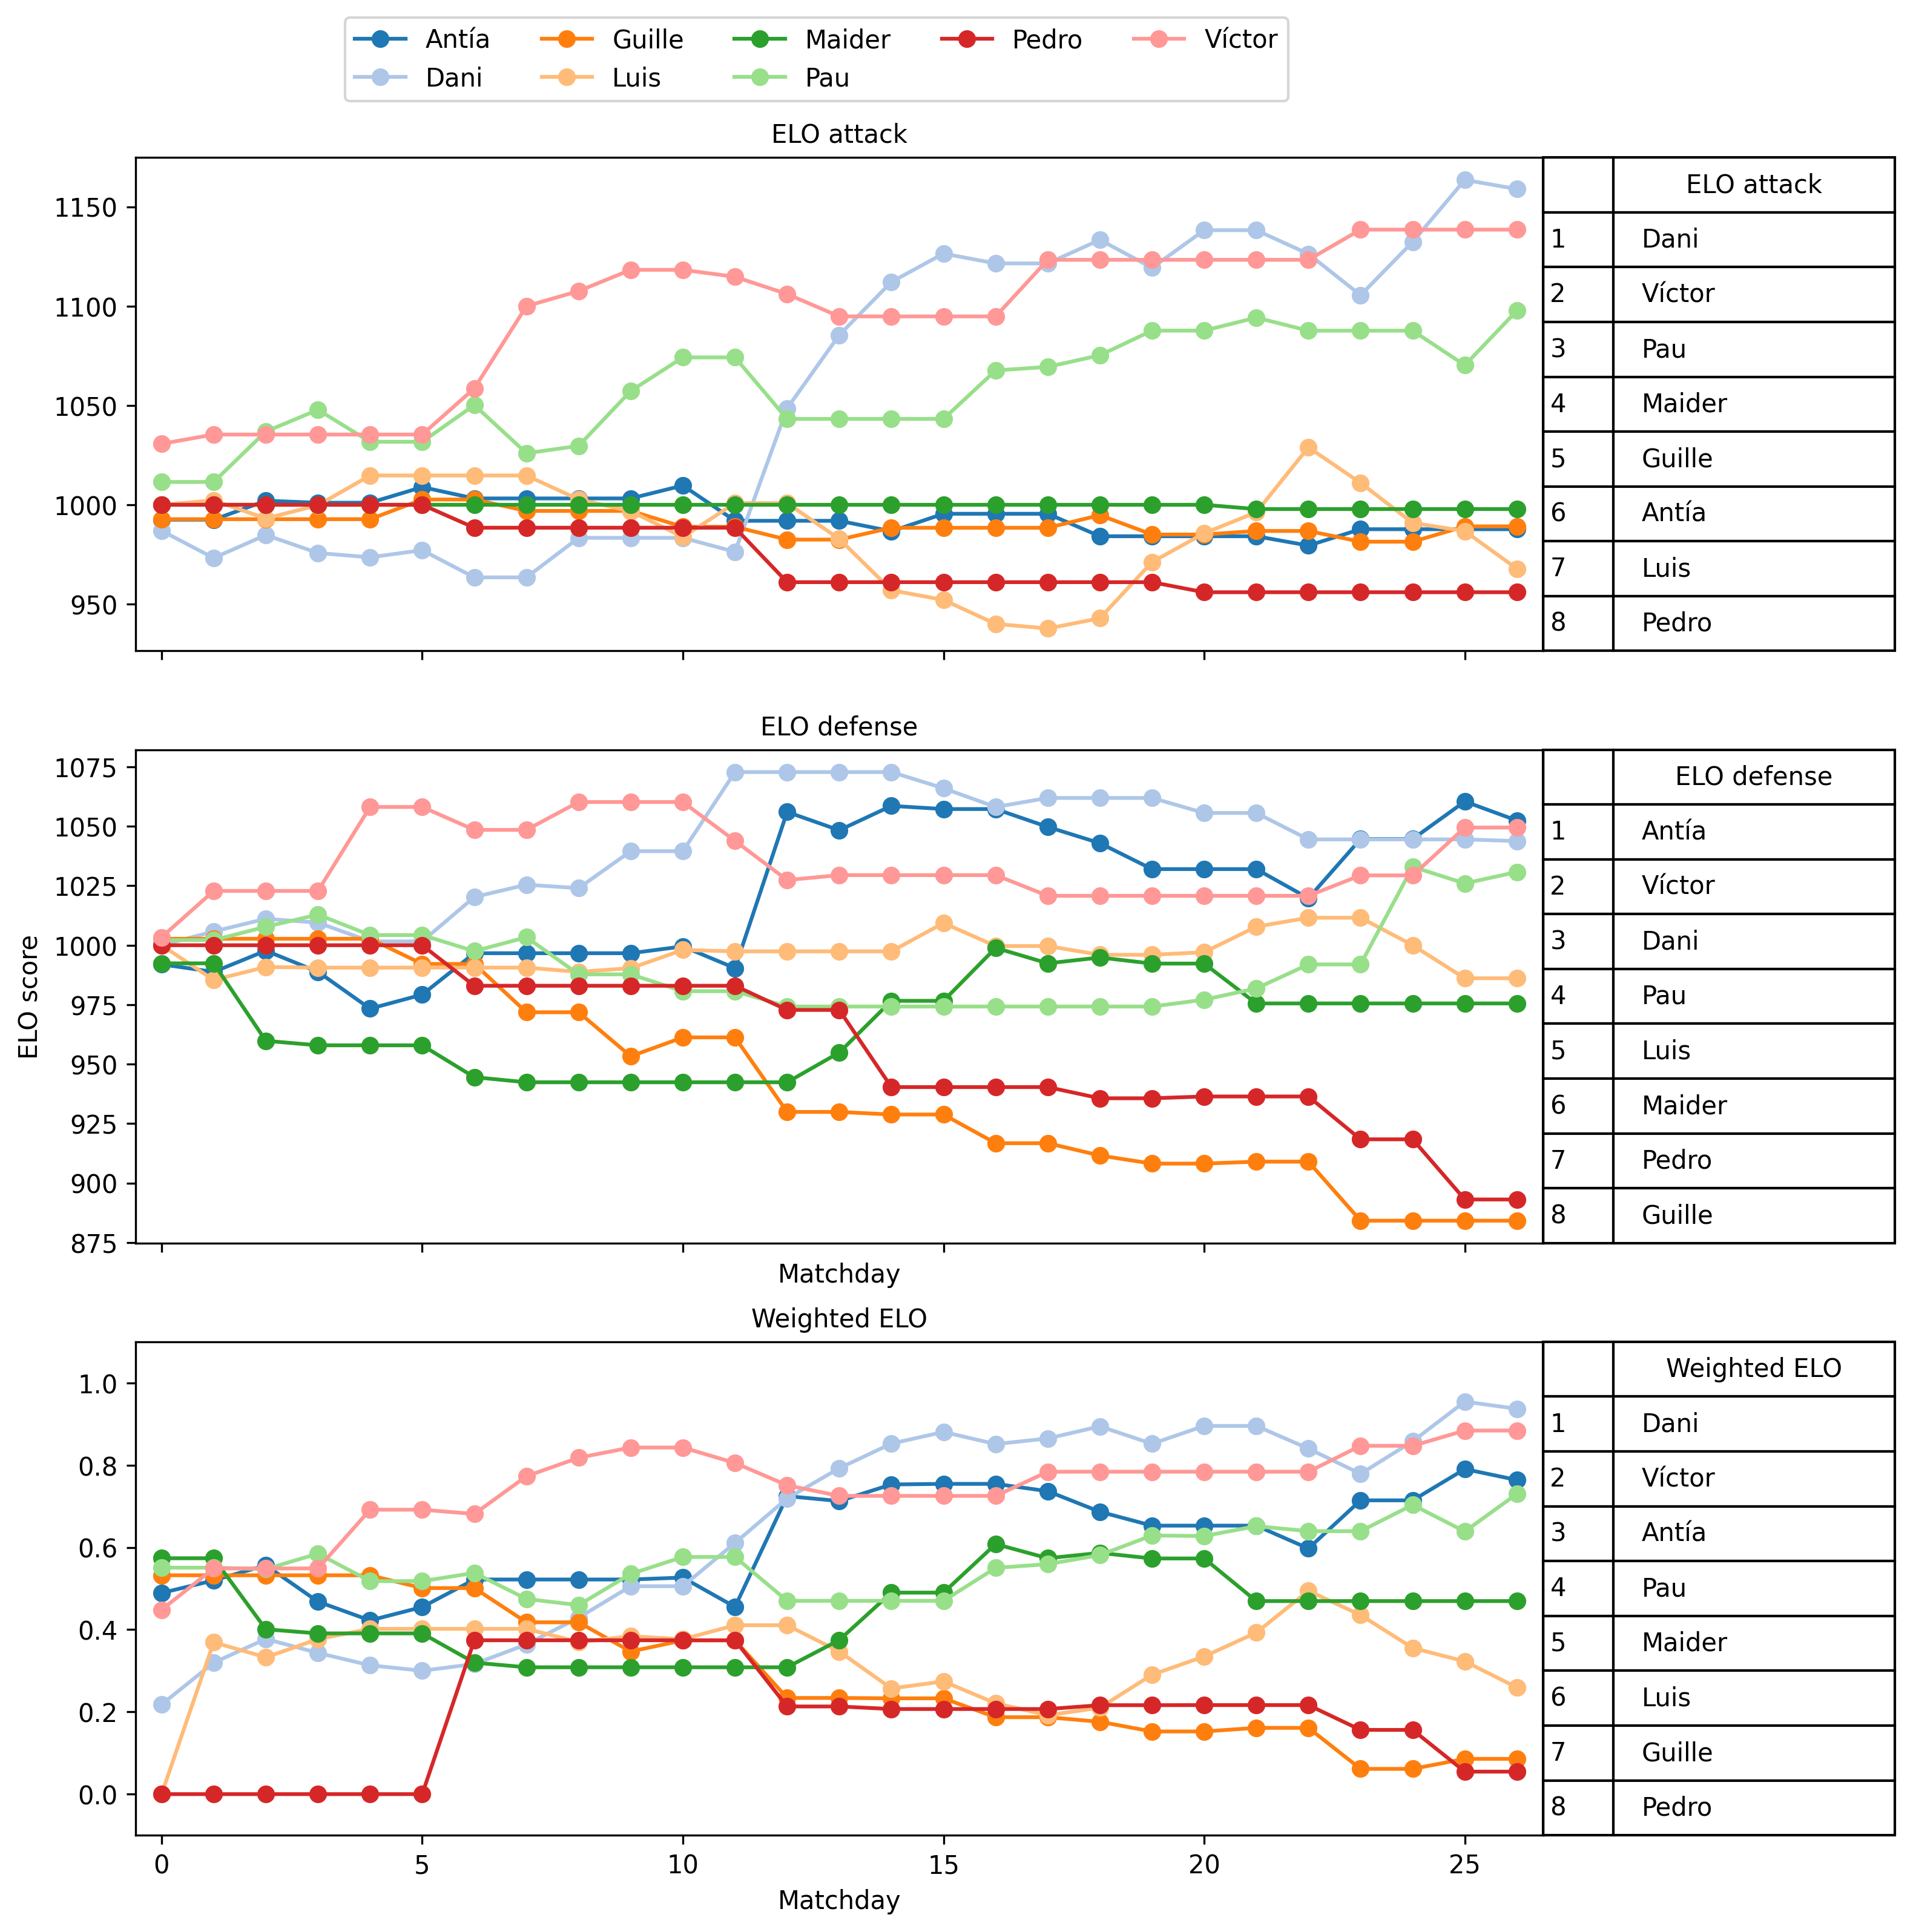 Antía Guille Maider Pedro Víctor
Dani Luis Pau
ELO attack
1150
1100
1050
1000
950
ELO attack
1 Dani
2 Víctor
3 Pau
4 Maider
5 Guille
6 Antía
7 Luis
8 Pedro
ELO defense
ELO score
1075
1050
1025
1000
975
950
925
900
875
Matchday
ELO defense
1 Antía
2 Víctor
3 Dani
4 Pau
5 Luis
6 Maider
7 Pedro
8 Guille
Weighted ELO
1.0
0.8
0.6
0.4
0.2
0.0
0 5 10 15 20 25
Matchday
Weighted ELO
1 Dani
2 Víctor
3 Antía
4 Pau
5 Maider
6 Luis
7 Guille
8 Pedro